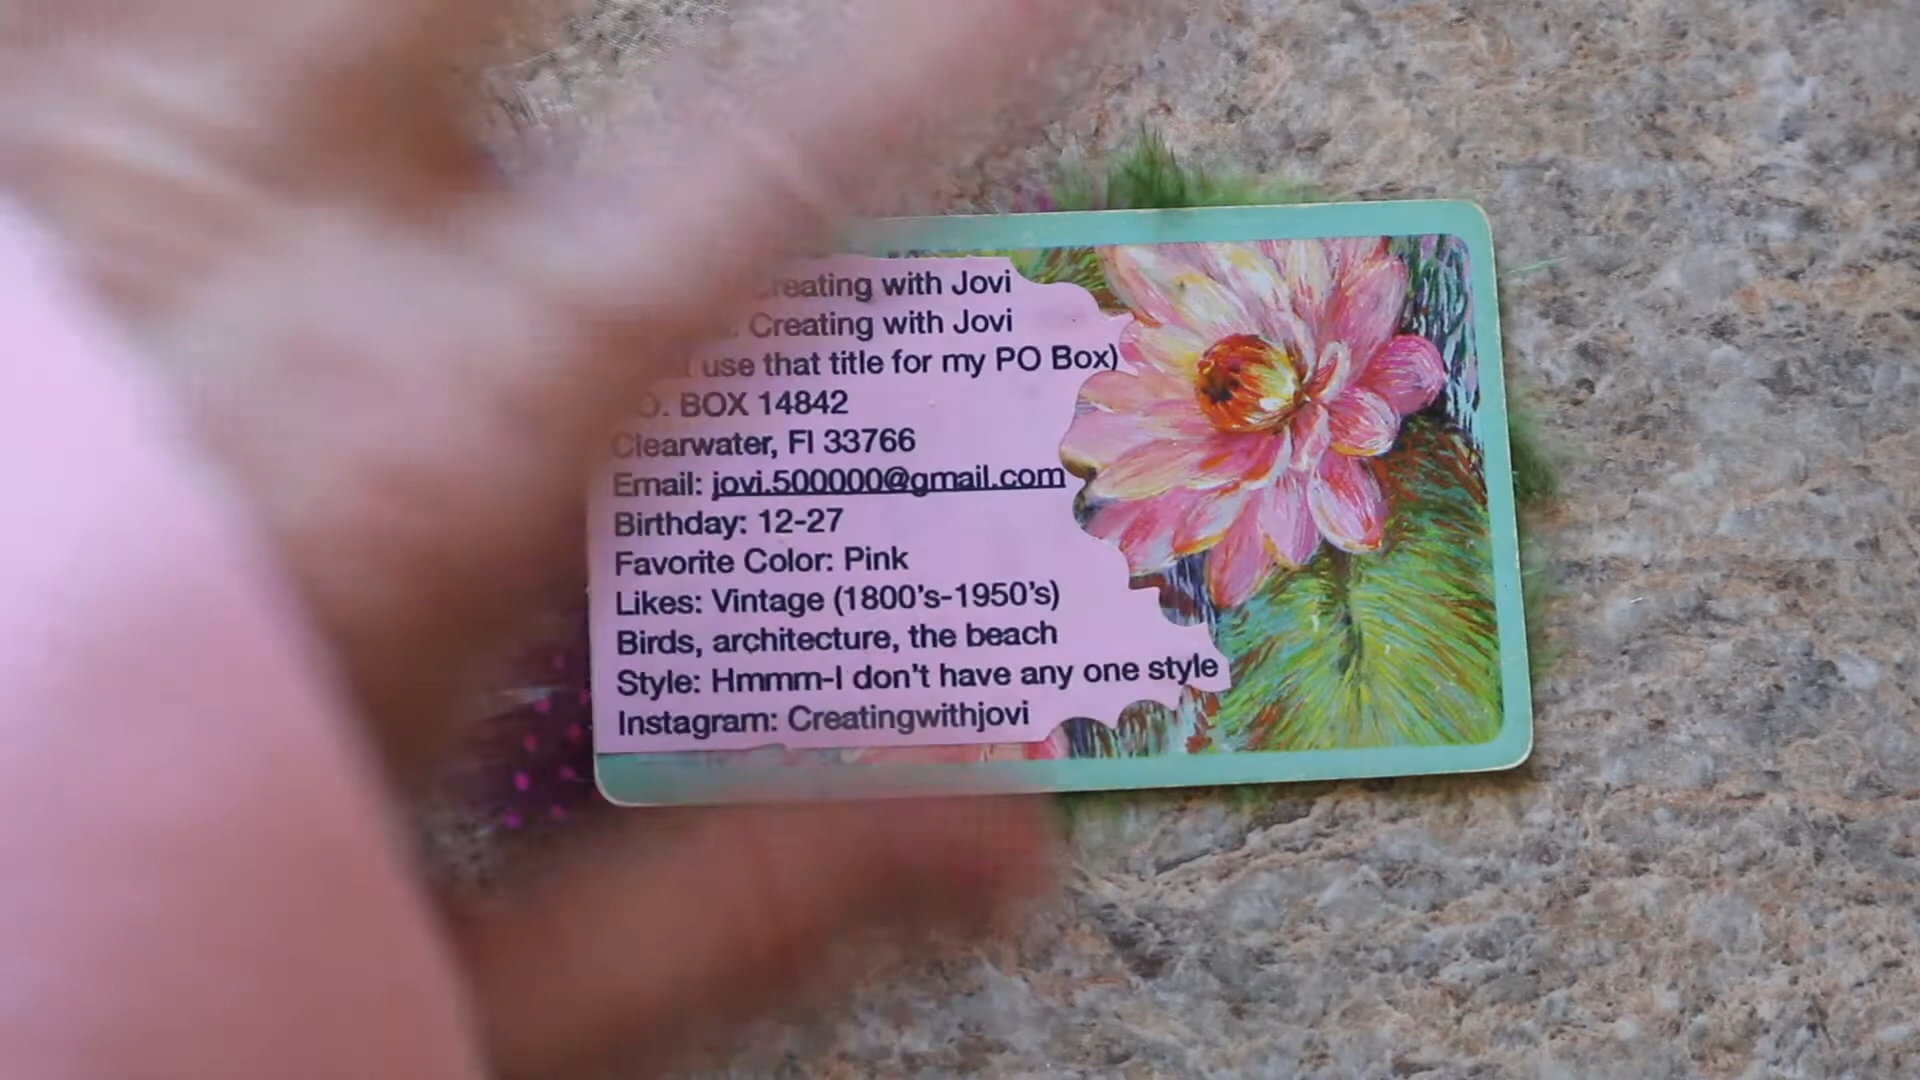 Creating with Jovi
Creating with Jovi
use that title for my PO Box)
P.O. BOX 14842
Clearwater, Fl 33766
Email: jovi.500000@gmail.com
Birthday: 12-27
Favorite Color: Pink
Likes: Vintage (1800's-1950's)
Birds, architecture, the beach
Style: Hmmm-I don't have any one style
Instagram: Creatingwithjovi